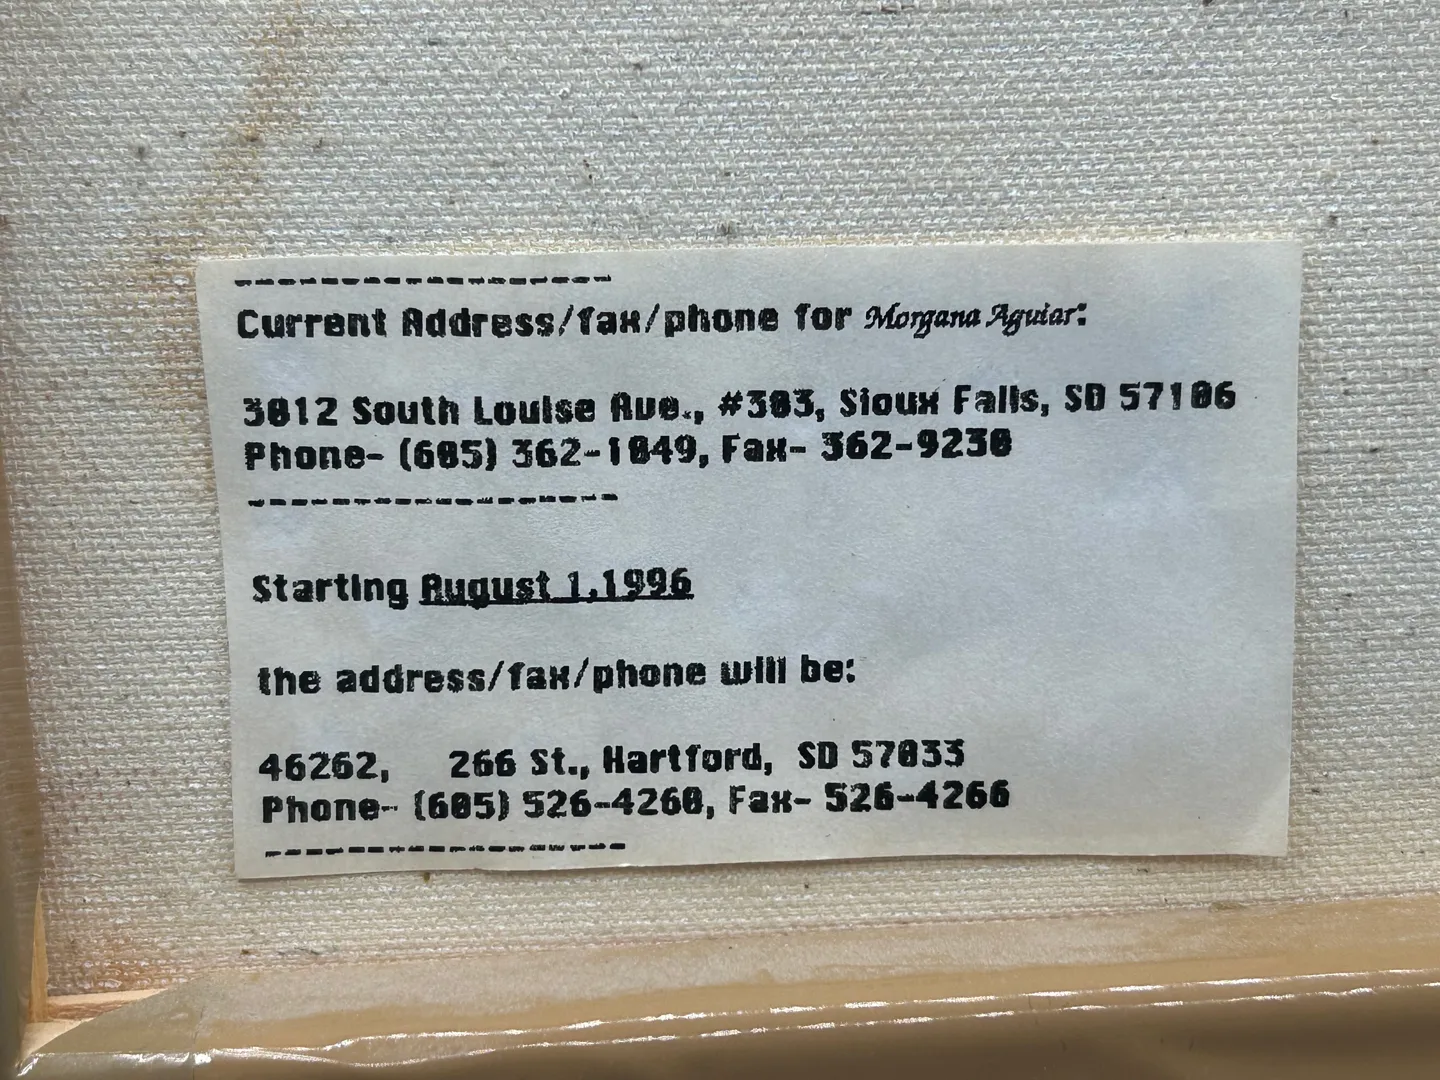 ------------------
Current Address/fax/phone for Morgana Aguiar:
3012 South Louise Ave., #303, Sioux Falls, SD 57106
Phone- (605) 362-1049, Fax- 362-9230
------------------
Starting August 1,1996
the address/fax/phone will be:
46262, 266 St., Hartford, SD 57033
Phone- (605) 526-4260, Fax- 526-4266
------------------